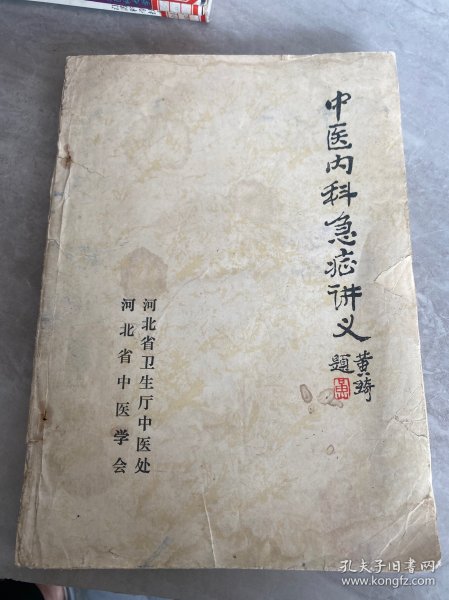 中医内科急症讲义
黄琦
题
河北省卫生厅中医处
河北省中医学会
孔夫子旧书网
www.kongfz.com